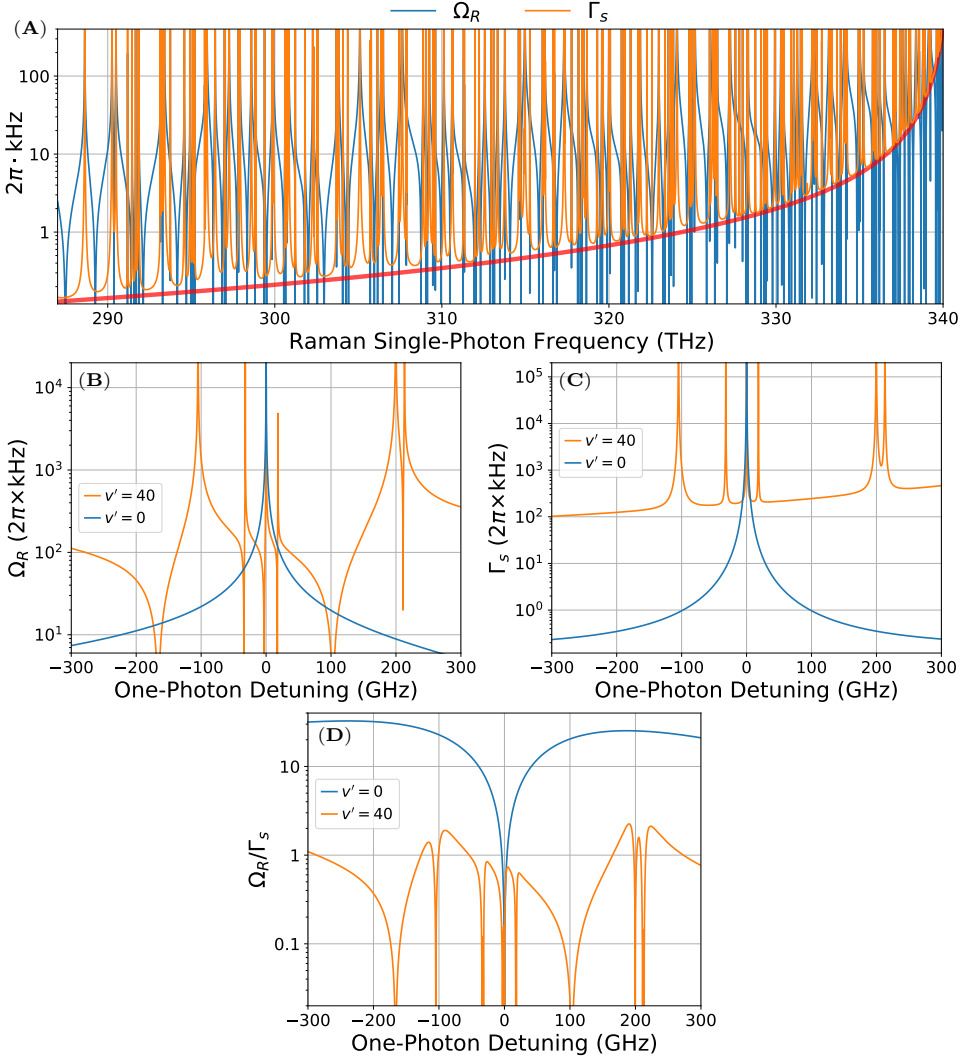 Ω_R Γ_s
(A)
100
10
1
2π·kHz
290 300 310 320 330 340
Raman Single-Photon Frequency (THz)
(B)
10^4
10^3
10^2
10^1
Ω_R (2π×kHz)
v′ = 40
v′ = 0
−300 −200 −100 0 100 200 300
One-Photon Detuning (GHz)
(C)
10^5
10^4
10^3
10^2
10^1
10^0
Γ_s (2π×kHz)
v′ = 40
v′ = 0
−300 −200 −100 0 100 200 300
One-Photon Detuning (GHz)
(D)
10
1
0.1
Ω_R/Γ_s
v′ = 0
v′ = 40
−300 −200 −100 0 100 200 300
One-Photon Detuning (GHz)